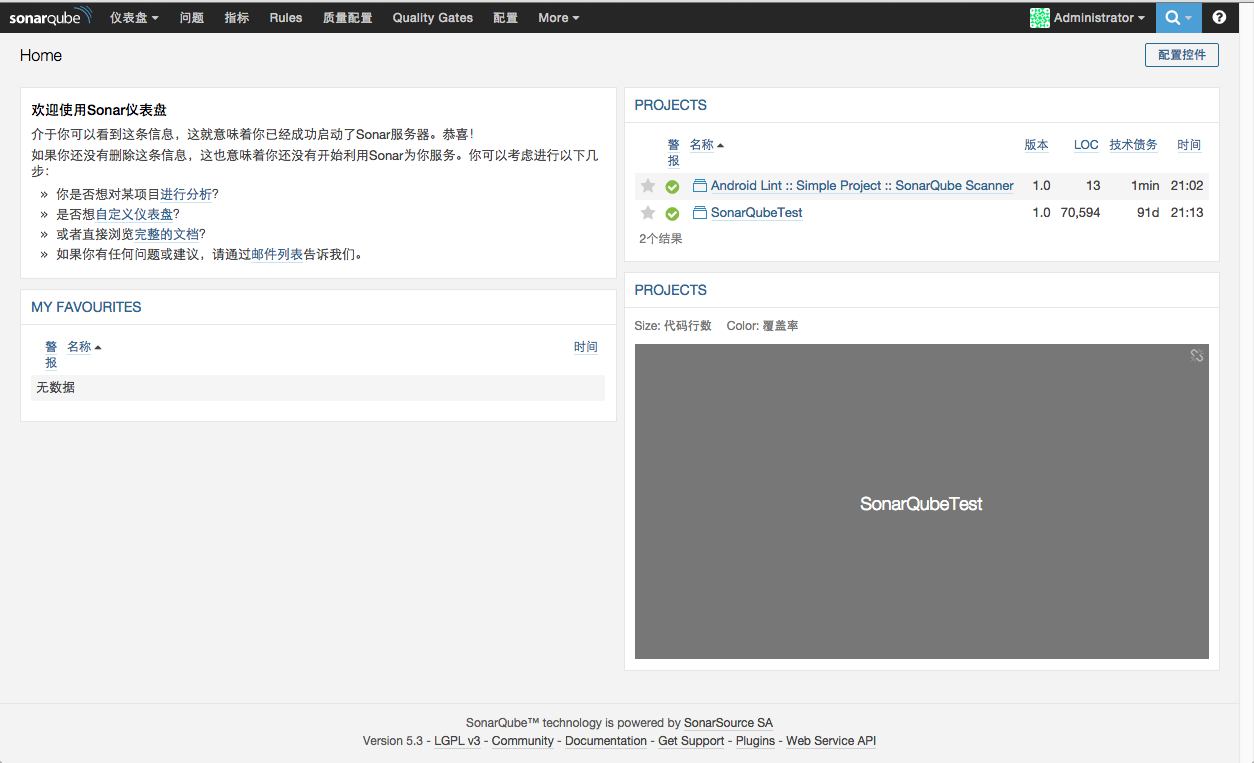 sonarqube 仪表盘 问题 指标 Rules 质量配置 Quality Gates 配置 More Administrator ?
Home 配置控件
欢迎使用Sonar仪表盘
介于你可以看到这条信息，这就意味着你已经成功启动了Sonar服务器。恭喜！
如果你还没有删除这条信息，这也意味着你还没有开始利用Sonar为你服务。你可以考虑进行以下几
步：
» 你是否想对某项目进行分析?
» 是否想自定义仪表盘?
» 或者直接浏览完整的文档?
» 如果你有任何问题或建议，请通过邮件列表告诉我们。
MY FAVOURITES
警报 名称 时间
无数据
PROJECTS
警报 名称 版本 LOC 技术债务 时间
Android Lint :: Simple Project :: SonarQube Scanner 1.0 13 1min 21:02
SonarQubeTest 1.0 70,594 91d 21:13
2个结果
PROJECTS
Size: 代码行数 Color: 覆盖率
SonarQubeTest
SonarQube™ technology is powered by SonarSource SA
Version 5.3 - LGPL v3 - Community - Documentation - Get Support - Plugins - Web Service API